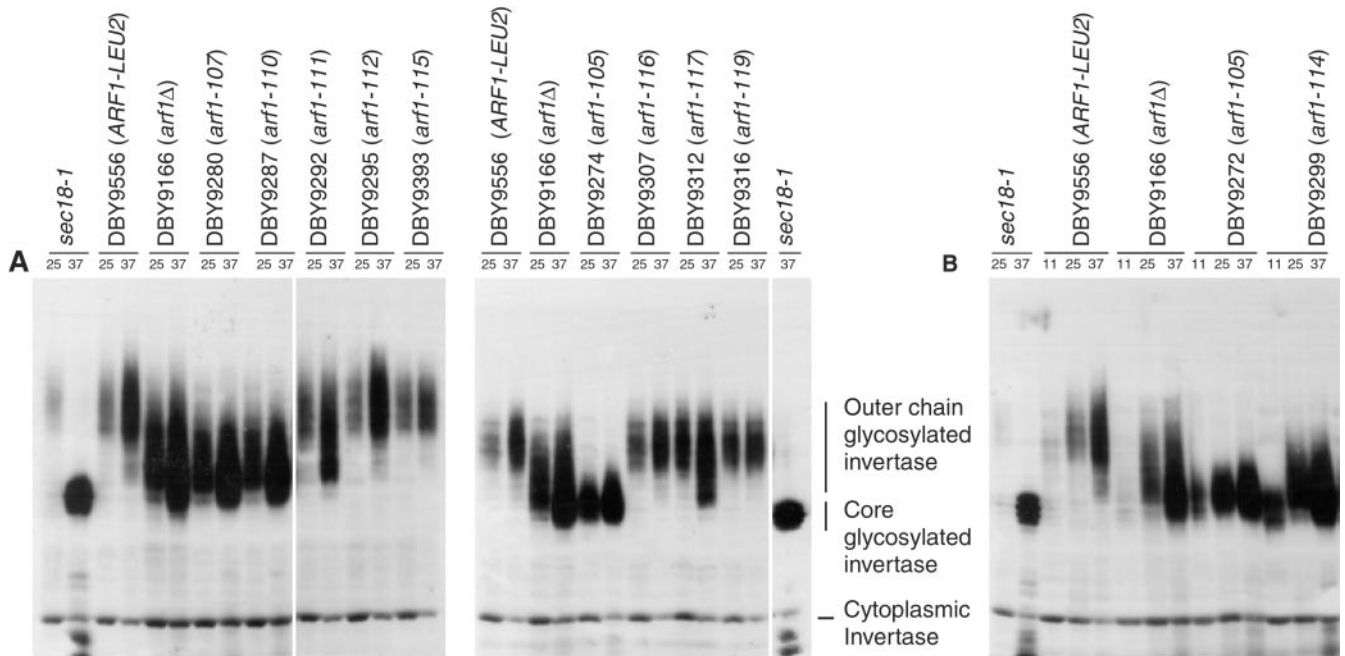 sec18-1
DBY9556 (ARF1-LEU2)
DBY9166 (arf1Δ)
DBY9280 (arf1-107)
DBY9287 (arf1-110)
DBY9292 (arf1-111)
DBY9295 (arf1-112)
DBY9393 (arf1-115)
DBY9556 (ARF1-LEU2)
DBY9166 (arf1Δ)
DBY9274 (arf1-105)
DBY9307 (arf1-116)
DBY9312 (arf1-117)
DBY9316 (arf1-119)
sec18-1
sec18-1
DBY9556 (ARF1-LEU2)
DBY9166 (arf1Δ)
DBY9272 (arf1-105)
DBY9299 (arf1-114)
A
25 37 25 37 25 37 25 37 25 37 25 37 25 37 25 37
25 37 25 37 25 37 25 37 25 37 25 37 37
B
25 37 11 25 37 11 25 37 11 25 37 11 25 37
Outer chain
glycosylated
invertase
Core
glycosylated
invertase
Cytoplasmic
Invertase